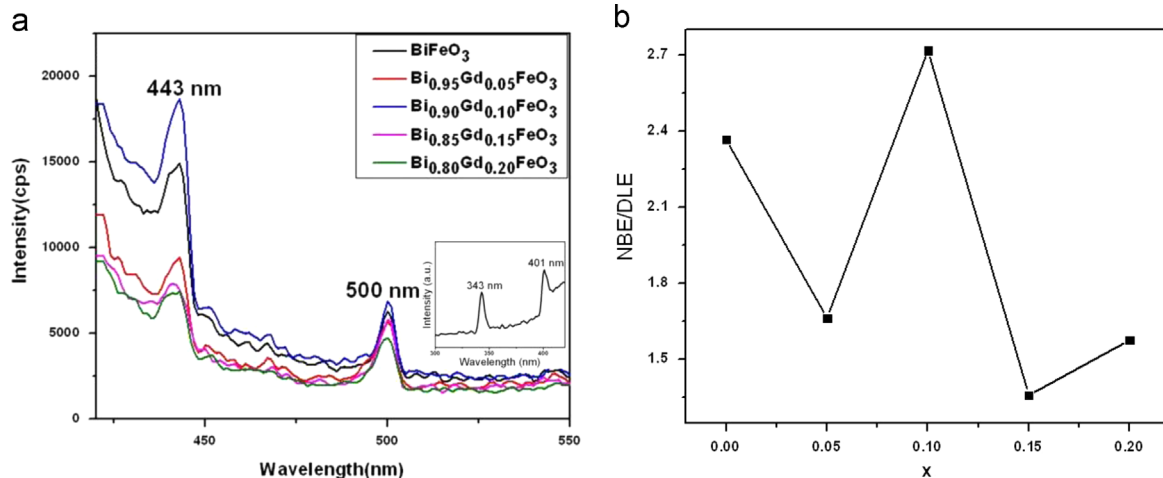 a
Intensity(cps)
20000
15000
10000
5000
0
443 nm
500 nm
BiFeO₃
Bi₀.₉₅Gd₀.₀₅FeO₃
Bi₀.₉₀Gd₀.₁₀FeO₃
Bi₀.₈₅Gd₀.₁₅FeO₃
Bi₀.₈₀Gd₀.₂₀FeO₃
Intensity (a.u.)
343 nm
401 nm
300
350
400
Wavelength (nm)
450
500
550
Wavelength(nm)
b
NBE/DLE
2.7
2.4
2.1
1.8
1.5
0.00
0.05
0.10
0.15
0.20
x